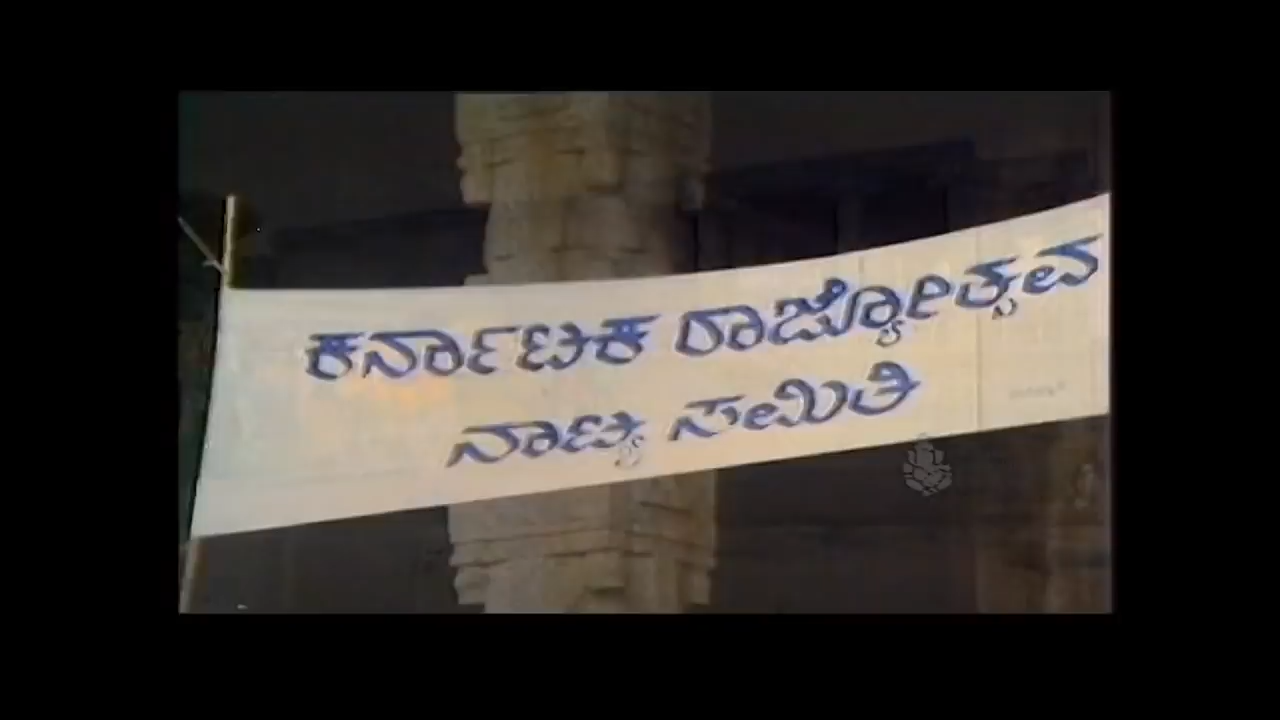 ಕರ್ನಾಟಕ ರಾಜ್ಯೋತ್ಸವ
ನಾಟ್ಯ ಸಮಿತಿ